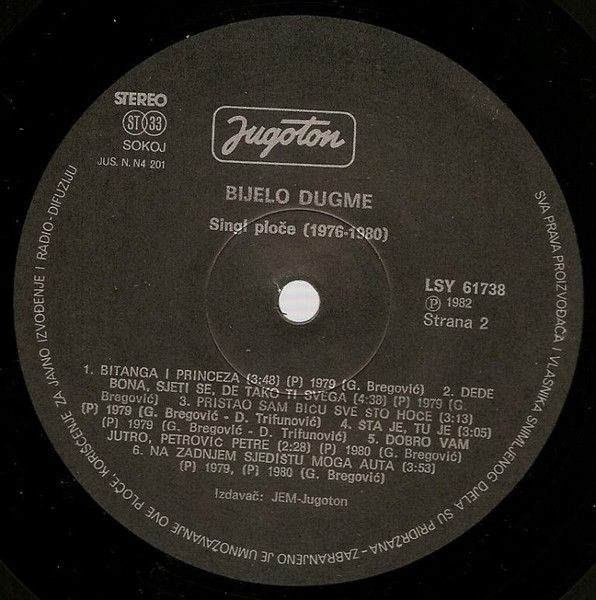 STEREO
ST 33
SOKOJ
JUS. N. N4 201
Jugoton
BIJELO DUGME
Singl ploče (1976-1980)
LSY 61738
Ⓟ 1982
Strana 2
1. BITANGA I PRINCEZA (3:48) (P) 1979 (G. Bregović) 2. DEDE
BONA, SJETI SE, DE TAKO TI SVEGA (4:38) (P) 1979 (G.
Bregović) 3. PRISTAO SAM BICU SVE STO HOCE (3:13)
(P) 1979 (G. Bregović - D. Trifunović) 4. ŠTA JE, TU JE (3:05)
(P) 1979 (G. Bregović - D. Trifunović) 5. DOBRO VAM
JUTRO, PETROVIĆ PETRE (2:28) (P) 1980 (G. Bregović)
6. NA ZADNJEM SJEDIŠTU MOGA AUTA (3:53)
(P) 1979, (P) 1980 (G. Bregović)
Izdavač: JEM-Jugoton
SVA PRAVA PROIZVOĐAČA I VLASNIKA SNIMLJENOG DJELA SU PRIDRŽANA - ZABRANJENO JE UMNOŽAVANJE OVE PLOČE, KORIŠĆENJE ZA JAVNO IZVOĐENJE I RADIO-DIFUZIJU